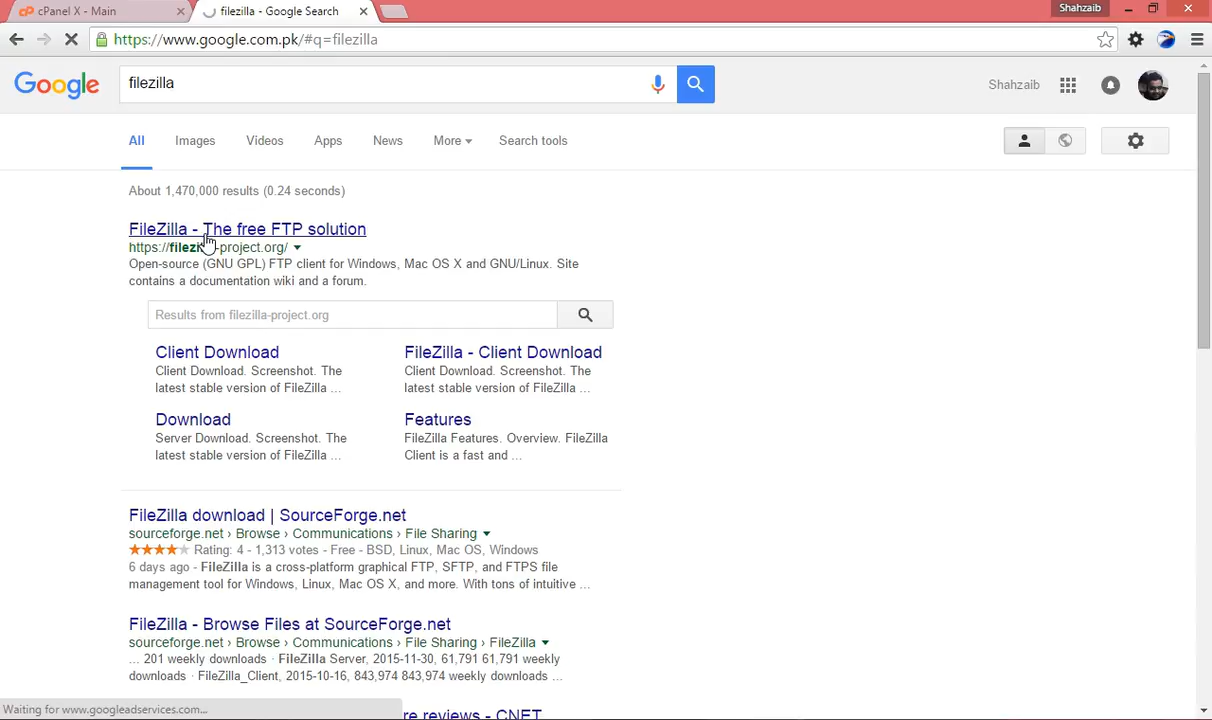 cPanel X - Main
filezilla - Google Search
Shahzaib
https://www.google.com.pk/#q=filezilla
Google
filezilla
Shahzaib
All
Images
Videos
Apps
News
More
Search tools
About 1,470,000 results (0.24 seconds)
FileZilla - The free FTP solution
https://filezi -project.org/
Open-source (GNU GPL) FTP client for Windows, Mac OS X and GNU/Linux. Site
contains a documentation wiki and a forum.
Results from filezilla-project.org
Client Download
Client Download. Screenshot. The
latest stable version of FileZilla ...
FileZilla - Client Download
Client Download. Screenshot. The
latest stable version of FileZilla ...
Download
Server Download. Screenshot. The
latest stable version of FileZilla ...
Features
FileZilla Features. Overview. FileZilla
Client is a fast and ...
FileZilla download | SourceForge.net
sourceforge.net › Browse › Communications › File Sharing
Rating: 4 - 1,313 votes - Free - BSD, Linux, Mac OS, Windows
6 days ago - FileZilla is a cross-platform graphical FTP, SFTP, and FTPS file
management tool for Windows, Linux, Mac OS X, and more. With tons of intuitive ...
FileZilla - Browse Files at SourceForge.net
sourceforge.net › Browse › Communications › File Sharing › FileZilla
... 201 weekly downloads · FileZilla Server, 2015-11-30, 61,791 61,791 weekly
downloads · FileZilla_Client, 2015-10-16, 843,974 843,974 weekly downloads ...
re reviews - CNET
Waiting for www.googleadservices.com...